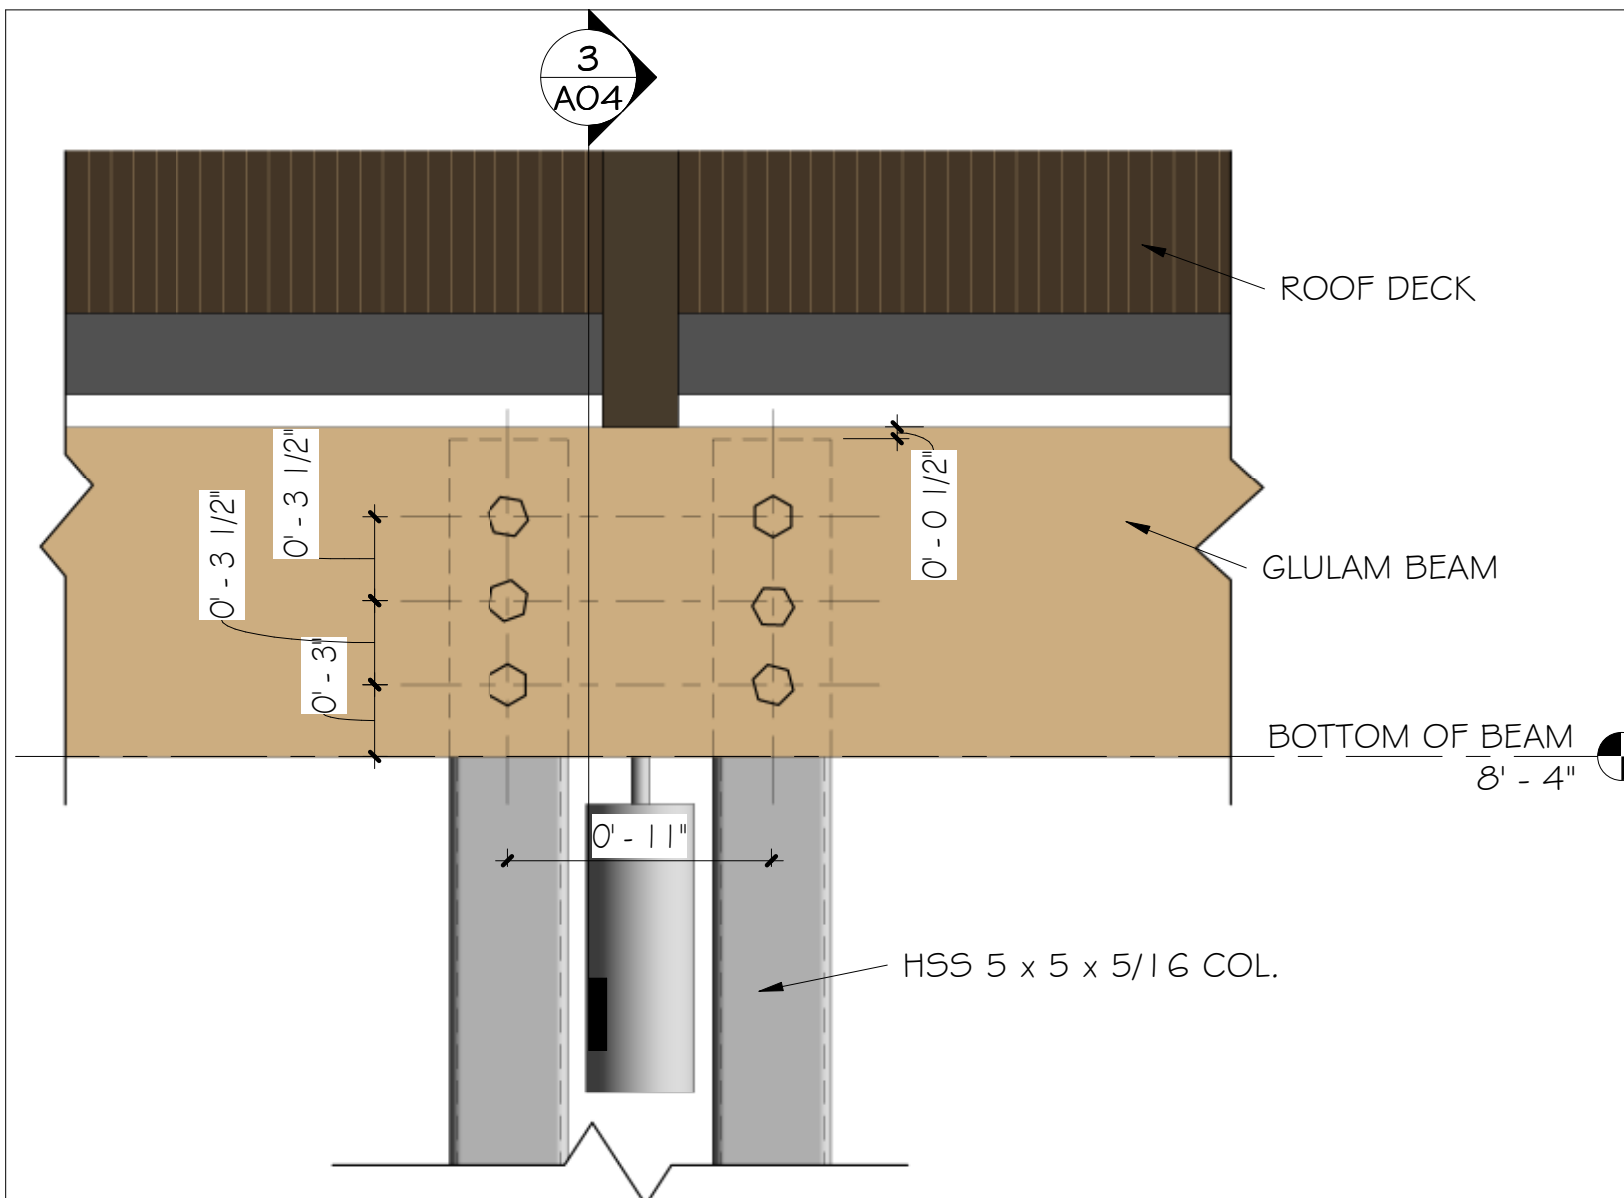 3
A04
ROOF DECK
0' - 3 1/2"
0' - 3 1/2"
0' - 0 1/2"
GLULAM BEAM
0' - 3"
BOTTOM OF BEAM
8' - 4"
0' - 11"
HSS 5 x 5 x 5/16 COL.